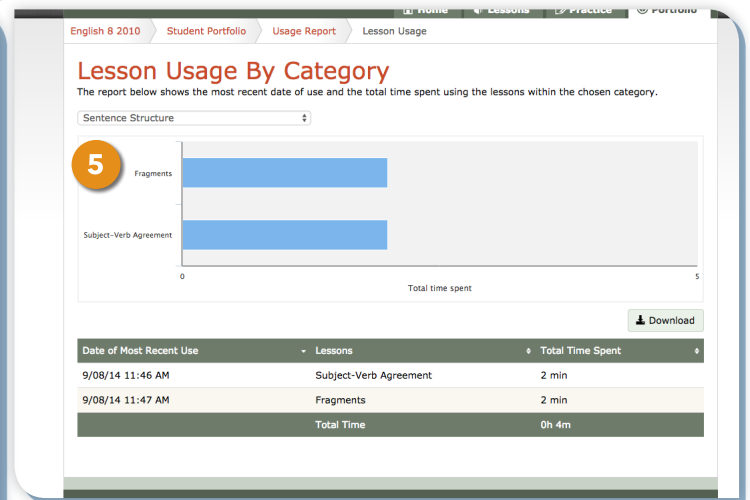 Home Lessons Practice Portfolio
English 8 2010 Student Portfolio Usage Report Lesson Usage
Lesson Usage By Category
The report below shows the most recent date of use and the total time spent using the lessons within the chosen category.
Sentence Structure
5
Fragments
Subject-Verb Agreement
0 5
Total time spent
Download
Date of Most Recent Use Lessons Total Time Spent
9/08/14 11:46 AM Subject-Verb Agreement 2 min
9/08/14 11:47 AM Fragments 2 min
Total Time 0h 4m